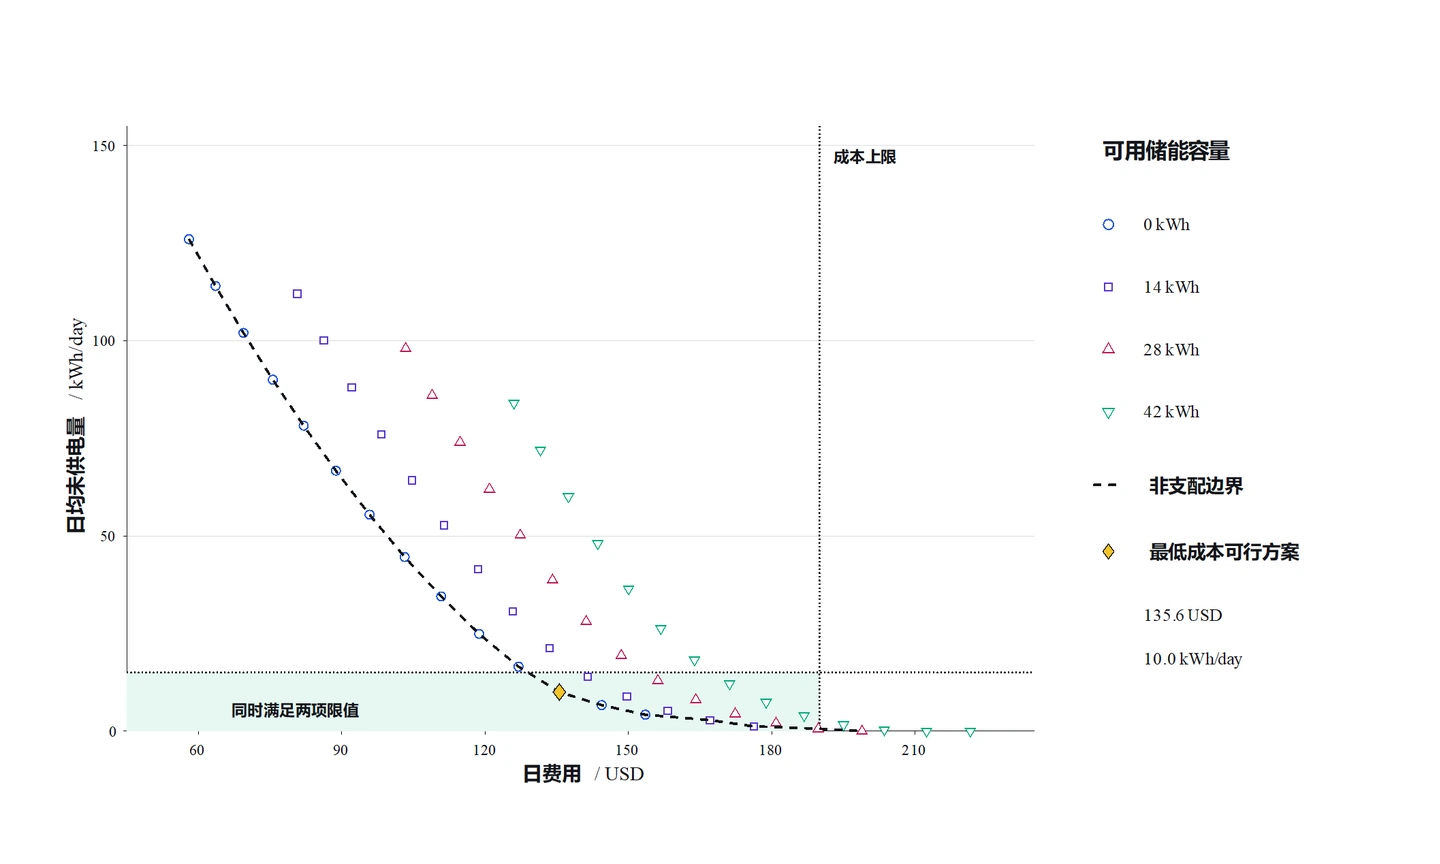 150
100
50
0
日均未供电量 / kWh/day
成本上限
同时满足两项限值
60 90 120 150 180 210
日费用 / USD
可用储能容量
0 kWh
14 kWh
28 kWh
42 kWh
非支配边界
最低成本可行方案
135.6 USD
10.0 kWh/day